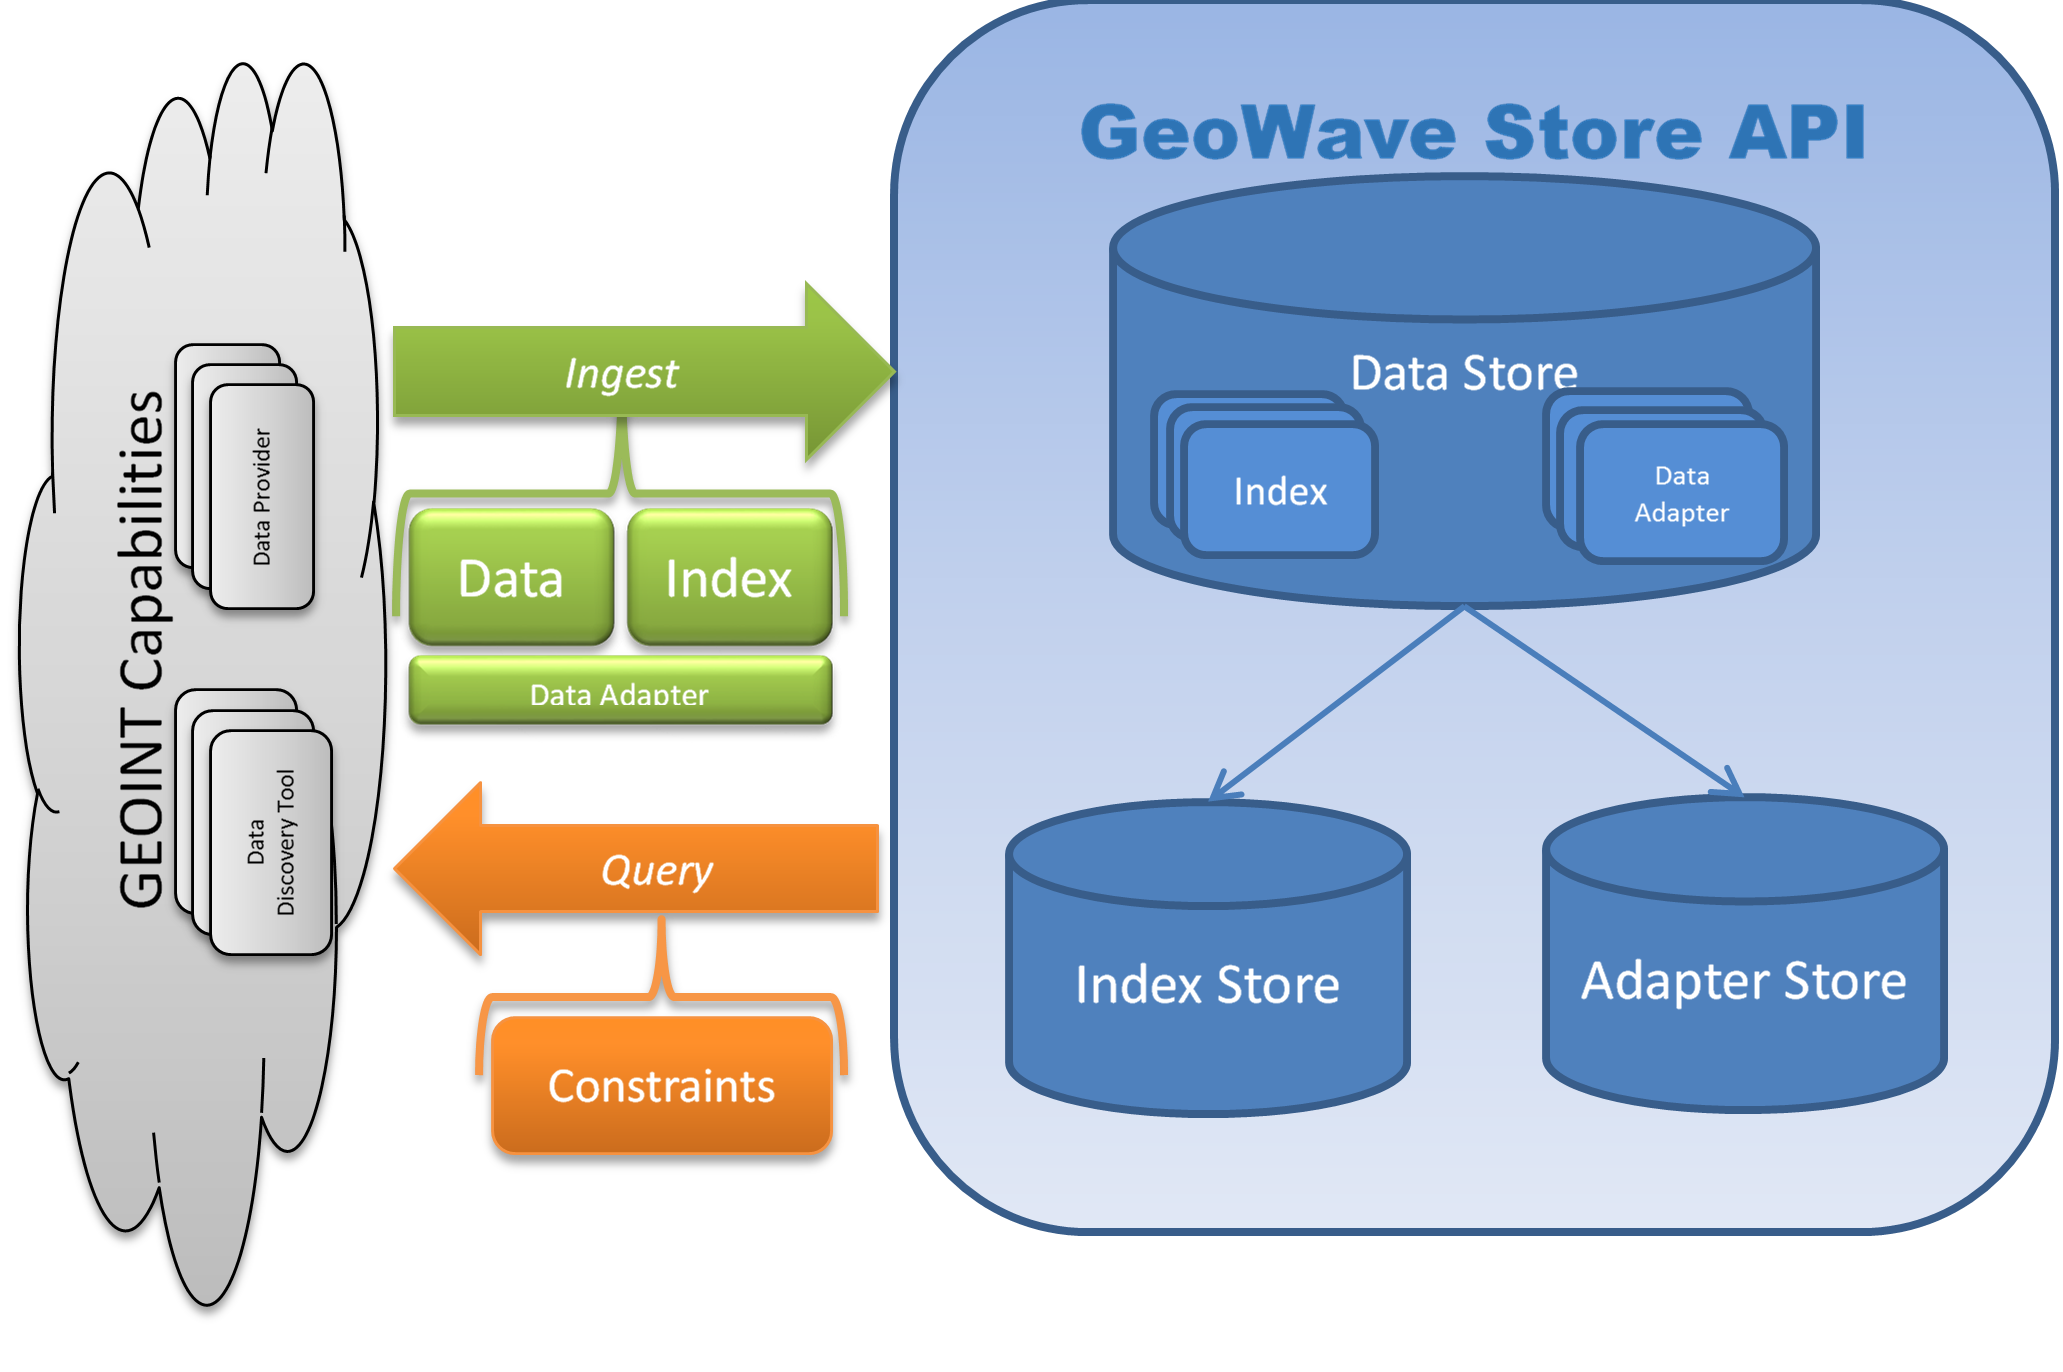 GEOINT Capabilities
Data Provider
Data
Discovery Tool
Ingest
Data
Index
Data Adapter
Query
Constraints
GeoWave Store API
Data Store
Index
Data
Adapter
Index Store
Adapter Store